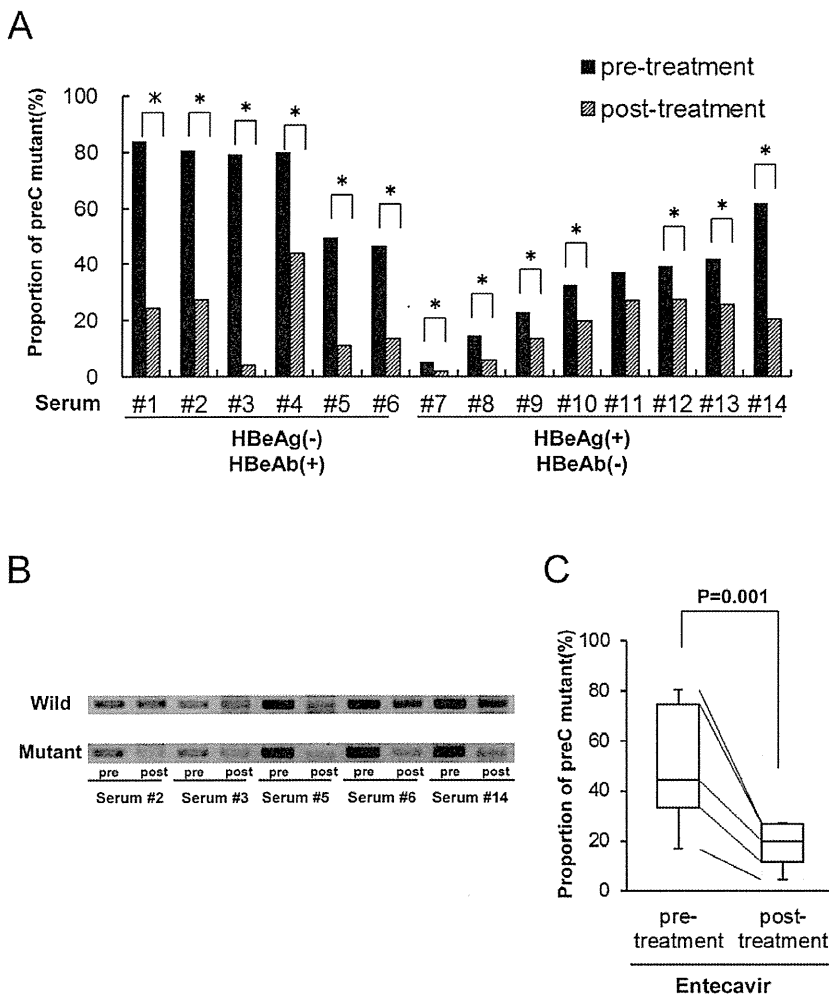 A
pre-treatment
post-treatment
Proportion of preC mutant(%)
100
80
60
40
20
0
* * * * * * * * * * * * *
Serum #1 #2 #3 #4 #5 #6 #7 #8 #9 #10 #11 #12 #13 #14
HBeAg(-) HBeAg(+)
HBeAb(+) HBeAb(-)
B
Wild
Mutant
pre post pre post pre post pre post pre post
Serum #2 Serum #3 Serum #5 Serum #6 Serum #14
C
P=0.001
Proportion of preC mutant(%)
100
80
60
40
20
0
pre- post-
treatment treatment
Entecavir